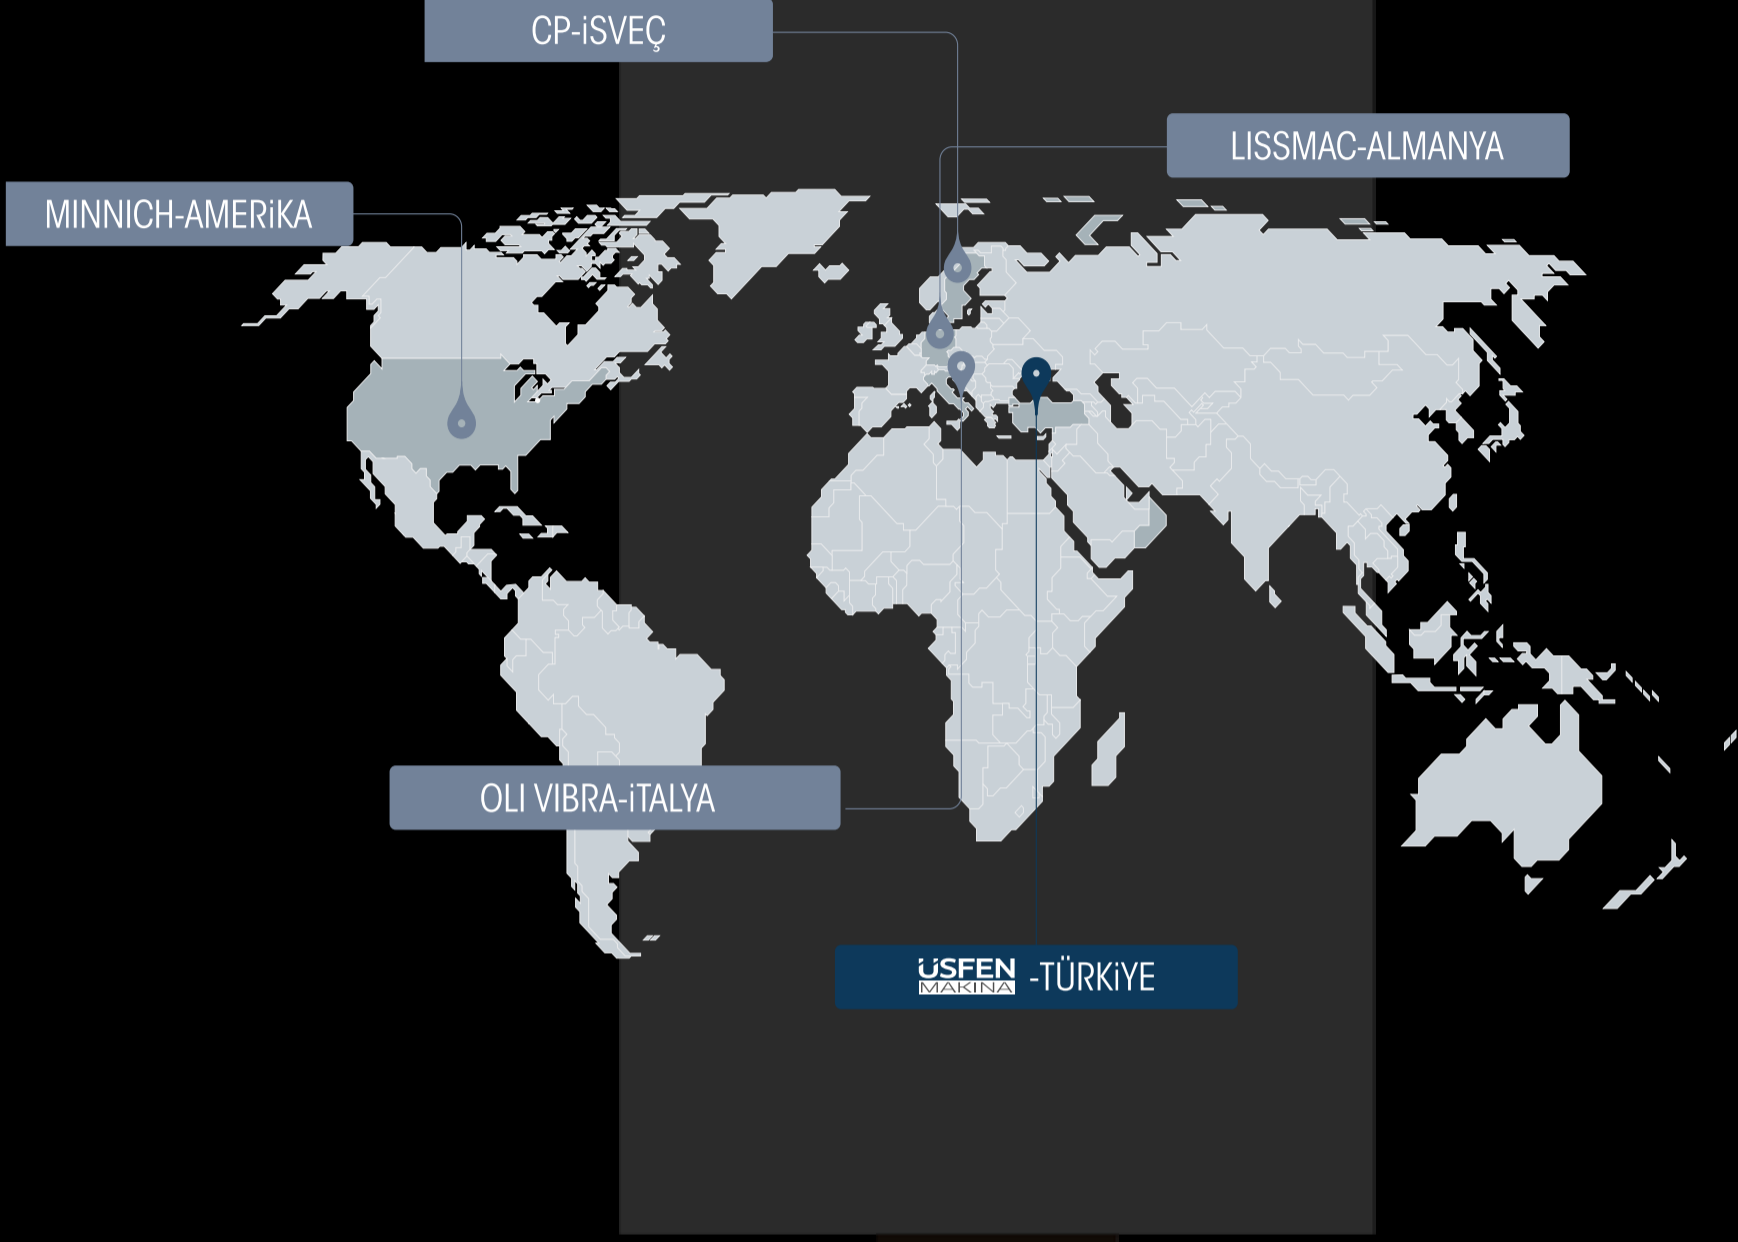 CP-iSVEÇ
LISSMAC-ALMANYA
MINNICH-AMERiKA
OLI VIBRA-iTALYA
ÜSFEN
MAKINA
-TÜRKiYE